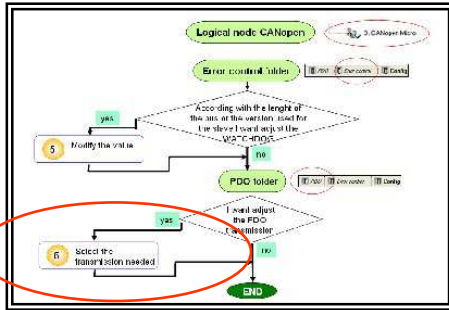 Logical node CANopen
3. CANopen Micro
Error control folder
PDO
Error control
Config
According with the lenght of
the bus or the version used for
the slave I want adjust the
WATCHDOG
yes
5
Modify the value
no
PDO folder
PDO
Error control
Config
yes
I want adjust
the PDO
transmission
6
Select the
transmission needed
no
END